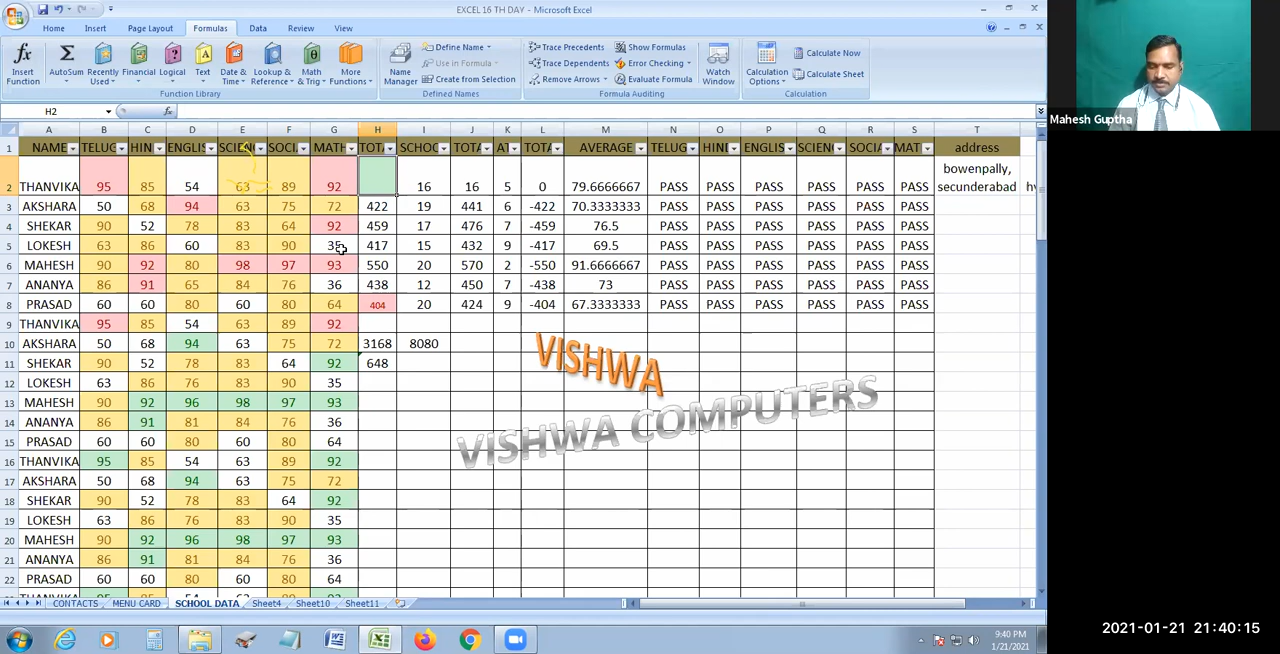 EXCEL 16 TH DAY - Microsoft Excel
Home Insert Page Layout Formulas Data Review View
fx Insert Function Σ AutoSum Recently Used Financial Logical Text Date & Time Lookup & Reference Math & Trig More Functions
Function Library
Name Manager Define Name Use in Formula Create from Selection
Defined Names
Trace Precedents Trace Dependents Remove Arrows Show Formulas Error Checking Evaluate Formula Watch Window
Formula Auditing
Calculation Options Calculate Now Calculate Sheet
Calculation
Mahesh Guptha
H2 fx
A B C D E F G H I J K L M N O P Q R S T
1 NAME TELUG HIN ENGLIS SCIEN SOCI MATH TOTA SCHOO TOTA AT TOTA AVERAGE TELUG HIND ENGLIS SCIEN SOCIA MAT address
2 THANVIKA 95 85 54 63 89 92 16 16 5 0 79.6666667 PASS PASS PASS PASS PASS PASS bowenpally, secunderabad hy
3 AKSHARA 50 68 94 63 75 72 422 19 441 6 -422 70.3333333 PASS PASS PASS PASS PASS PASS
4 SHEKAR 90 52 78 83 64 92 459 17 476 7 -459 76.5 PASS PASS PASS PASS PASS PASS
5 LOKESH 63 86 60 83 90 35 417 15 432 9 -417 69.5 PASS PASS PASS PASS PASS PASS
6 MAHESH 90 92 80 98 97 93 550 20 570 2 -550 91.6666667 PASS PASS PASS PASS PASS PASS
7 ANANYA 86 91 65 84 76 36 438 12 450 7 -438 73 PASS PASS PASS PASS PASS PASS
8 PRASAD 60 60 80 60 80 64 404 20 424 9 -404 67.3333333 PASS PASS PASS PASS PASS PASS
9 THANVIKA 95 85 54 63 89 92
10 AKSHARA 50 68 94 63 75 72 3168 8080
11 SHEKAR 90 52 78 83 64 92 648
12 LOKESH 63 86 76 83 90 35
13 MAHESH 90 92 96 98 97 93
14 ANANYA 86 91 81 84 76 36
15 PRASAD 60 60 80 60 80 64
16 THANVIKA 95 85 54 63 89 92
17 AKSHARA 50 68 94 63 75 72
18 SHEKAR 90 52 78 83 64 92
19 LOKESH 63 86 76 83 90 35
20 MAHESH 90 92 96 98 97 93
21 ANANYA 86 91 81 84 76 36
22 PRASAD 60 60 80 60 80 64
VISHWA
VISHWA COMPUTERS
CONTACTS MENU CARD SCHOOL DATA Sheet4 Sheet10 Sheet11
9:40 PM
1/21/2021
2021-01-21 21:40:15